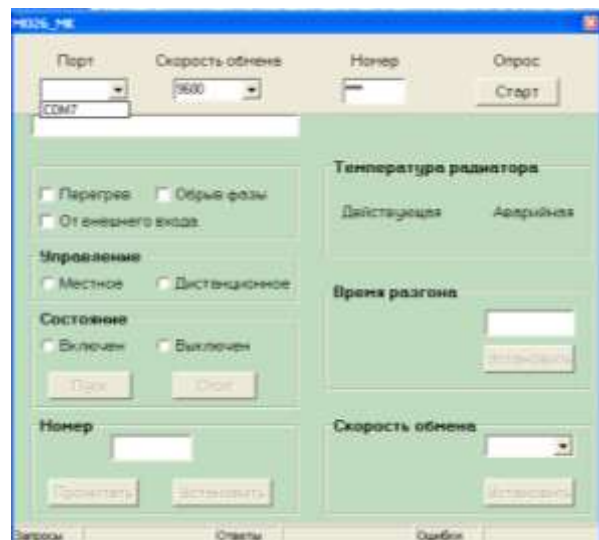 M026_MK
Порт Скорость обмена Номер Опрос
9600 Старт
COM7
Температура радиатора
Перегрев Обрыв фазы
От внешнего входа
Действующая Аварийная
Управление
Местное Дистанционное
Время разгона
Состояние
Включен Выключен
Установить
Пуск Стоп
Номер Скорость обмена
Прочитать Установить Установить
Запросы Ответы Ошибки